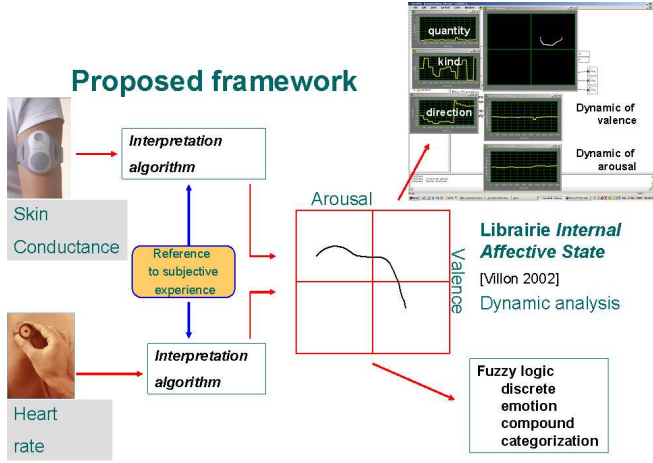 Proposed framework
quantity
kind
direction
Dynamic of
valence
Dynamic of
arousal
Interpretation
algorithm
Skin
Conductance
Reference
to subjective
experience
Arousal
Valence
Librairie Internal
Affective State
[Villon 2002]
Dynamic analysis
Interpretation
algorithm
Heart
rate
Fuzzy logic
discrete
emotion
compound
categorization